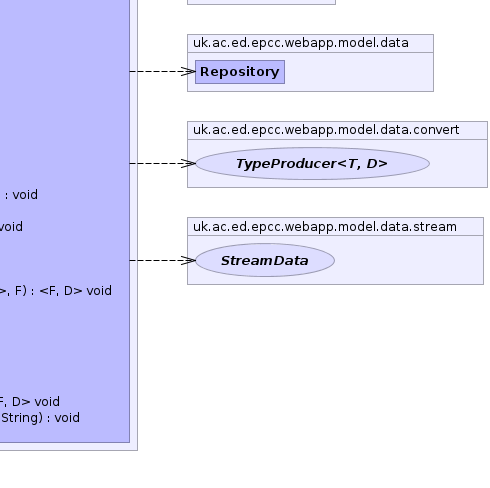 uk.ac.ed.epcc.webapp.model.data
Repository
uk.ac.ed.epcc.webapp.model.data.convert
TypeProducer<T, D>
: void
void
uk.ac.ed.epcc.webapp.model.data.stream
StreamData
>, F) : <F, D> void
F, D> void
String) : void